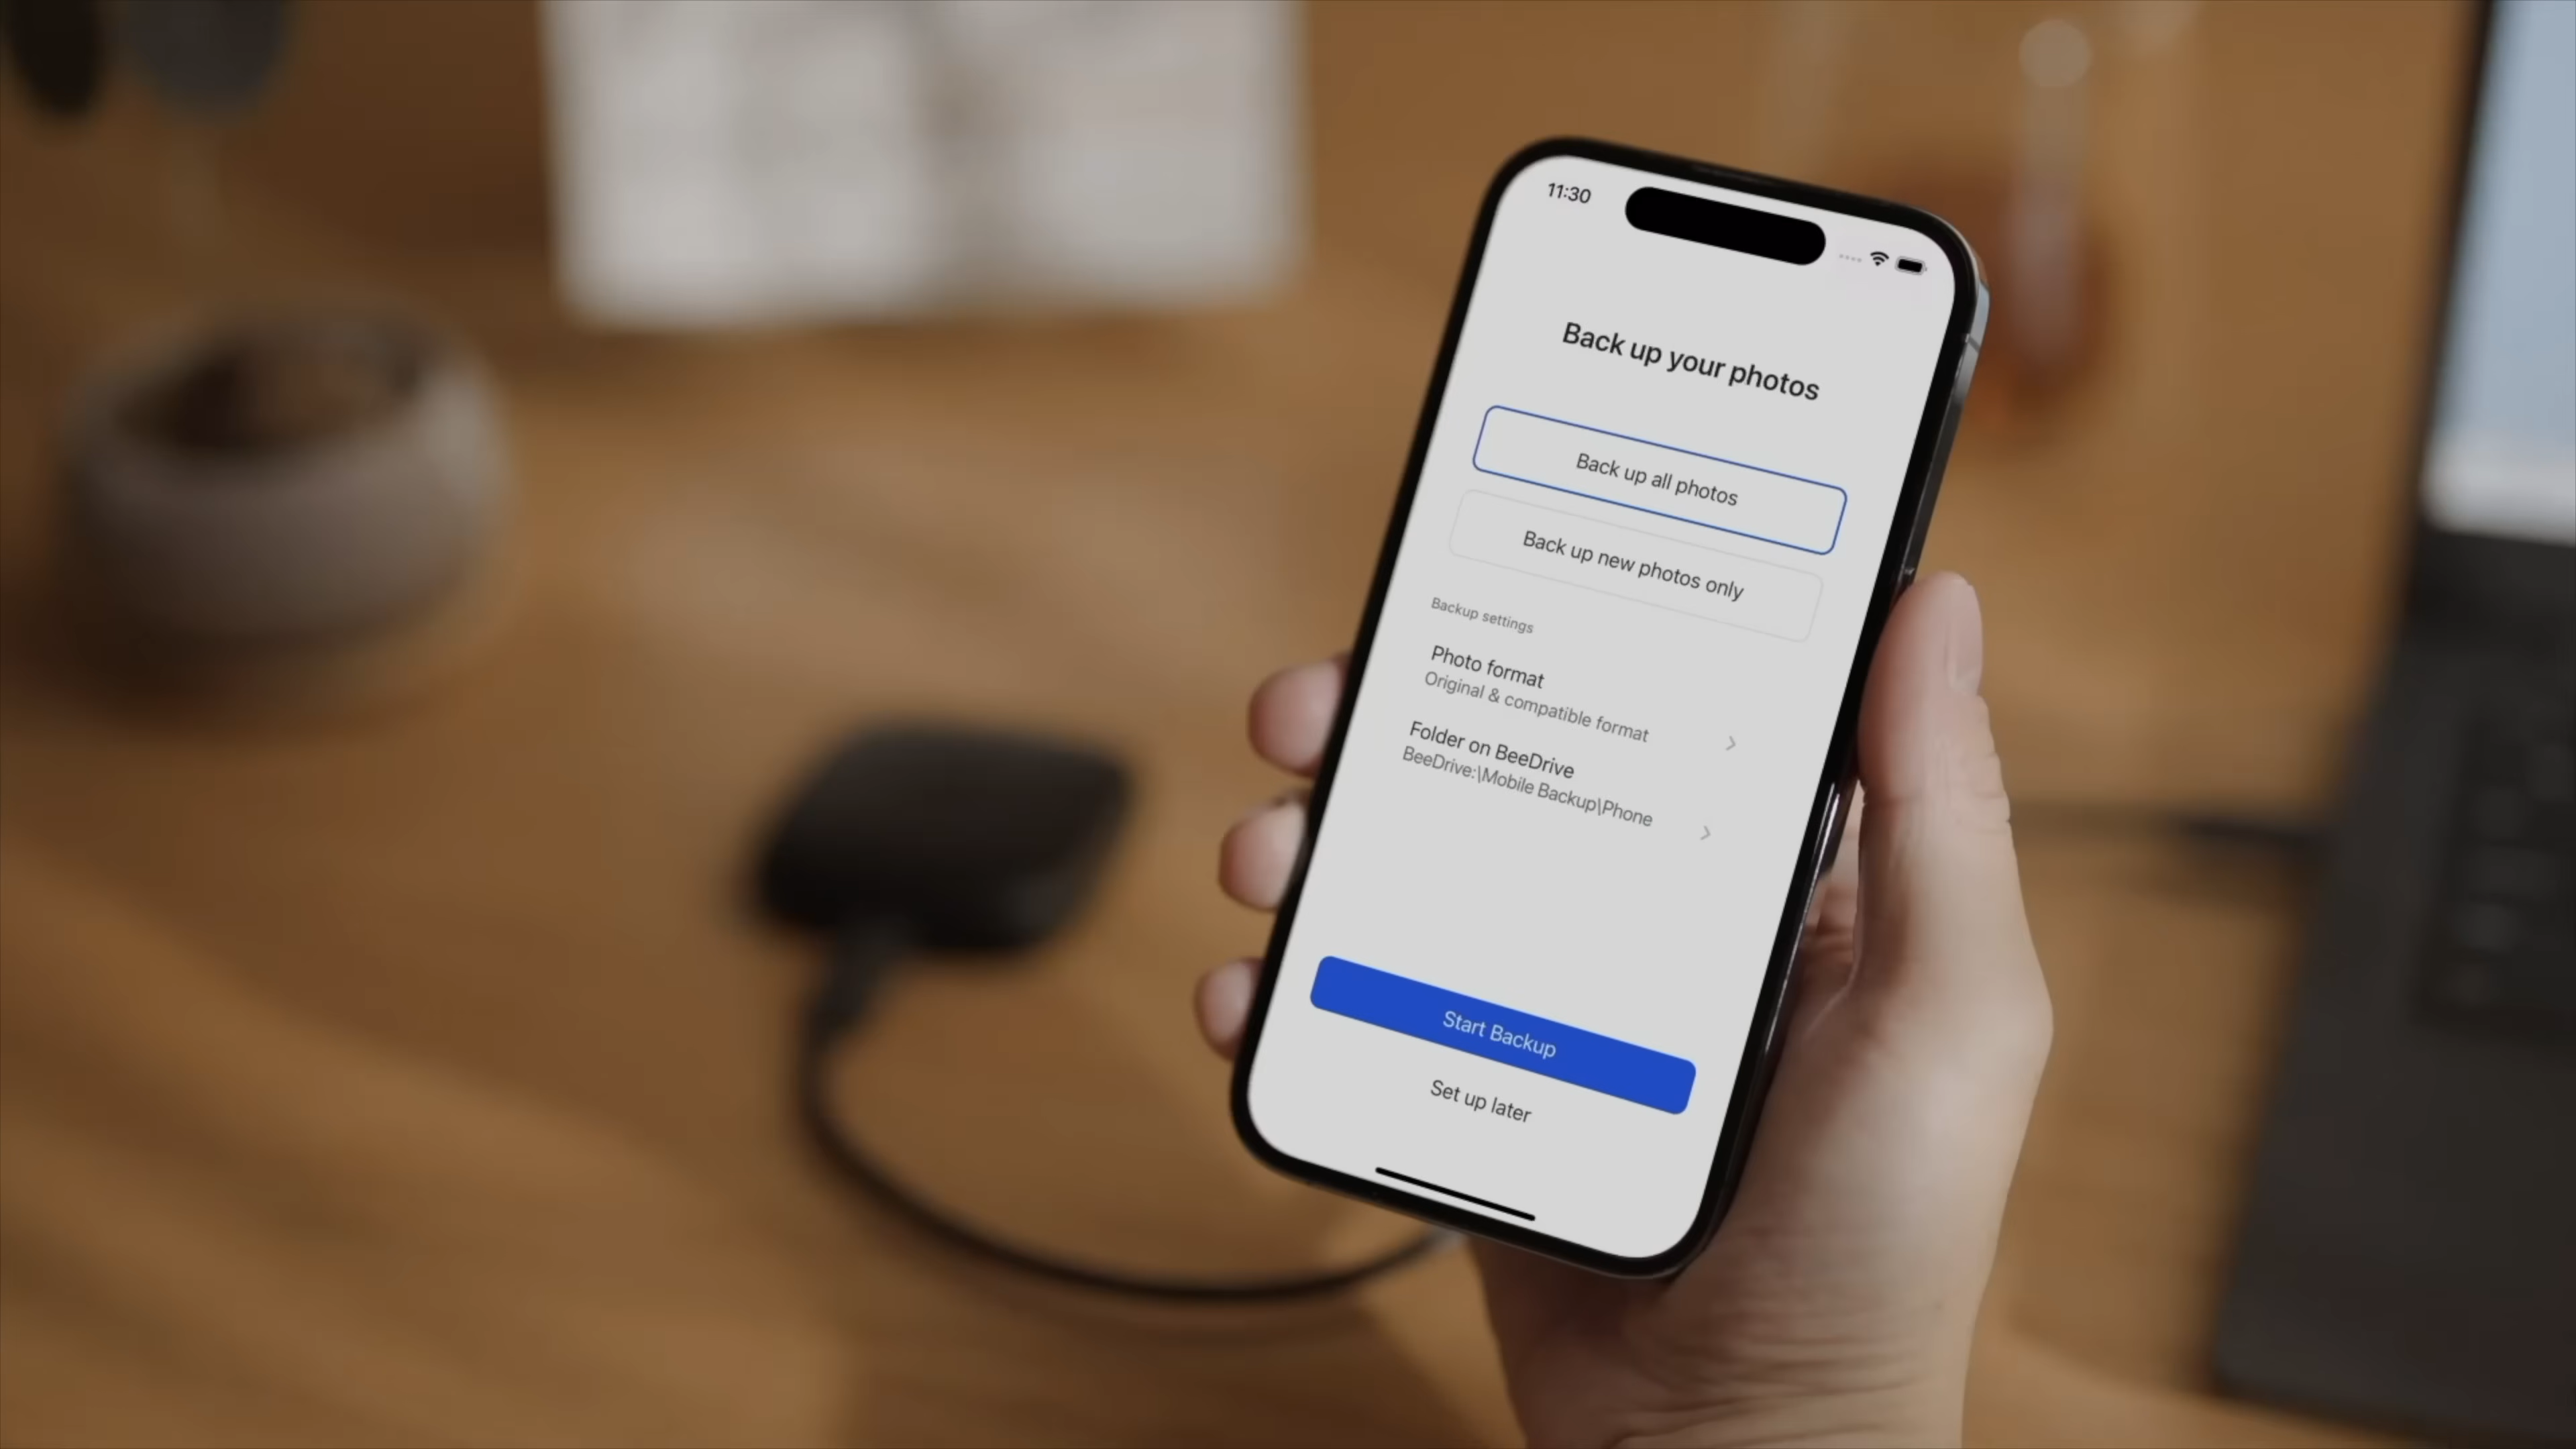 11:30
Back up your photos
Back up all photos
Back up new photos only
Backup settings
Photo format
Original & compatible format
Folder on BeeDrive
BeeDrive:\Mobile Backup\Phone
Start Backup
Set up later